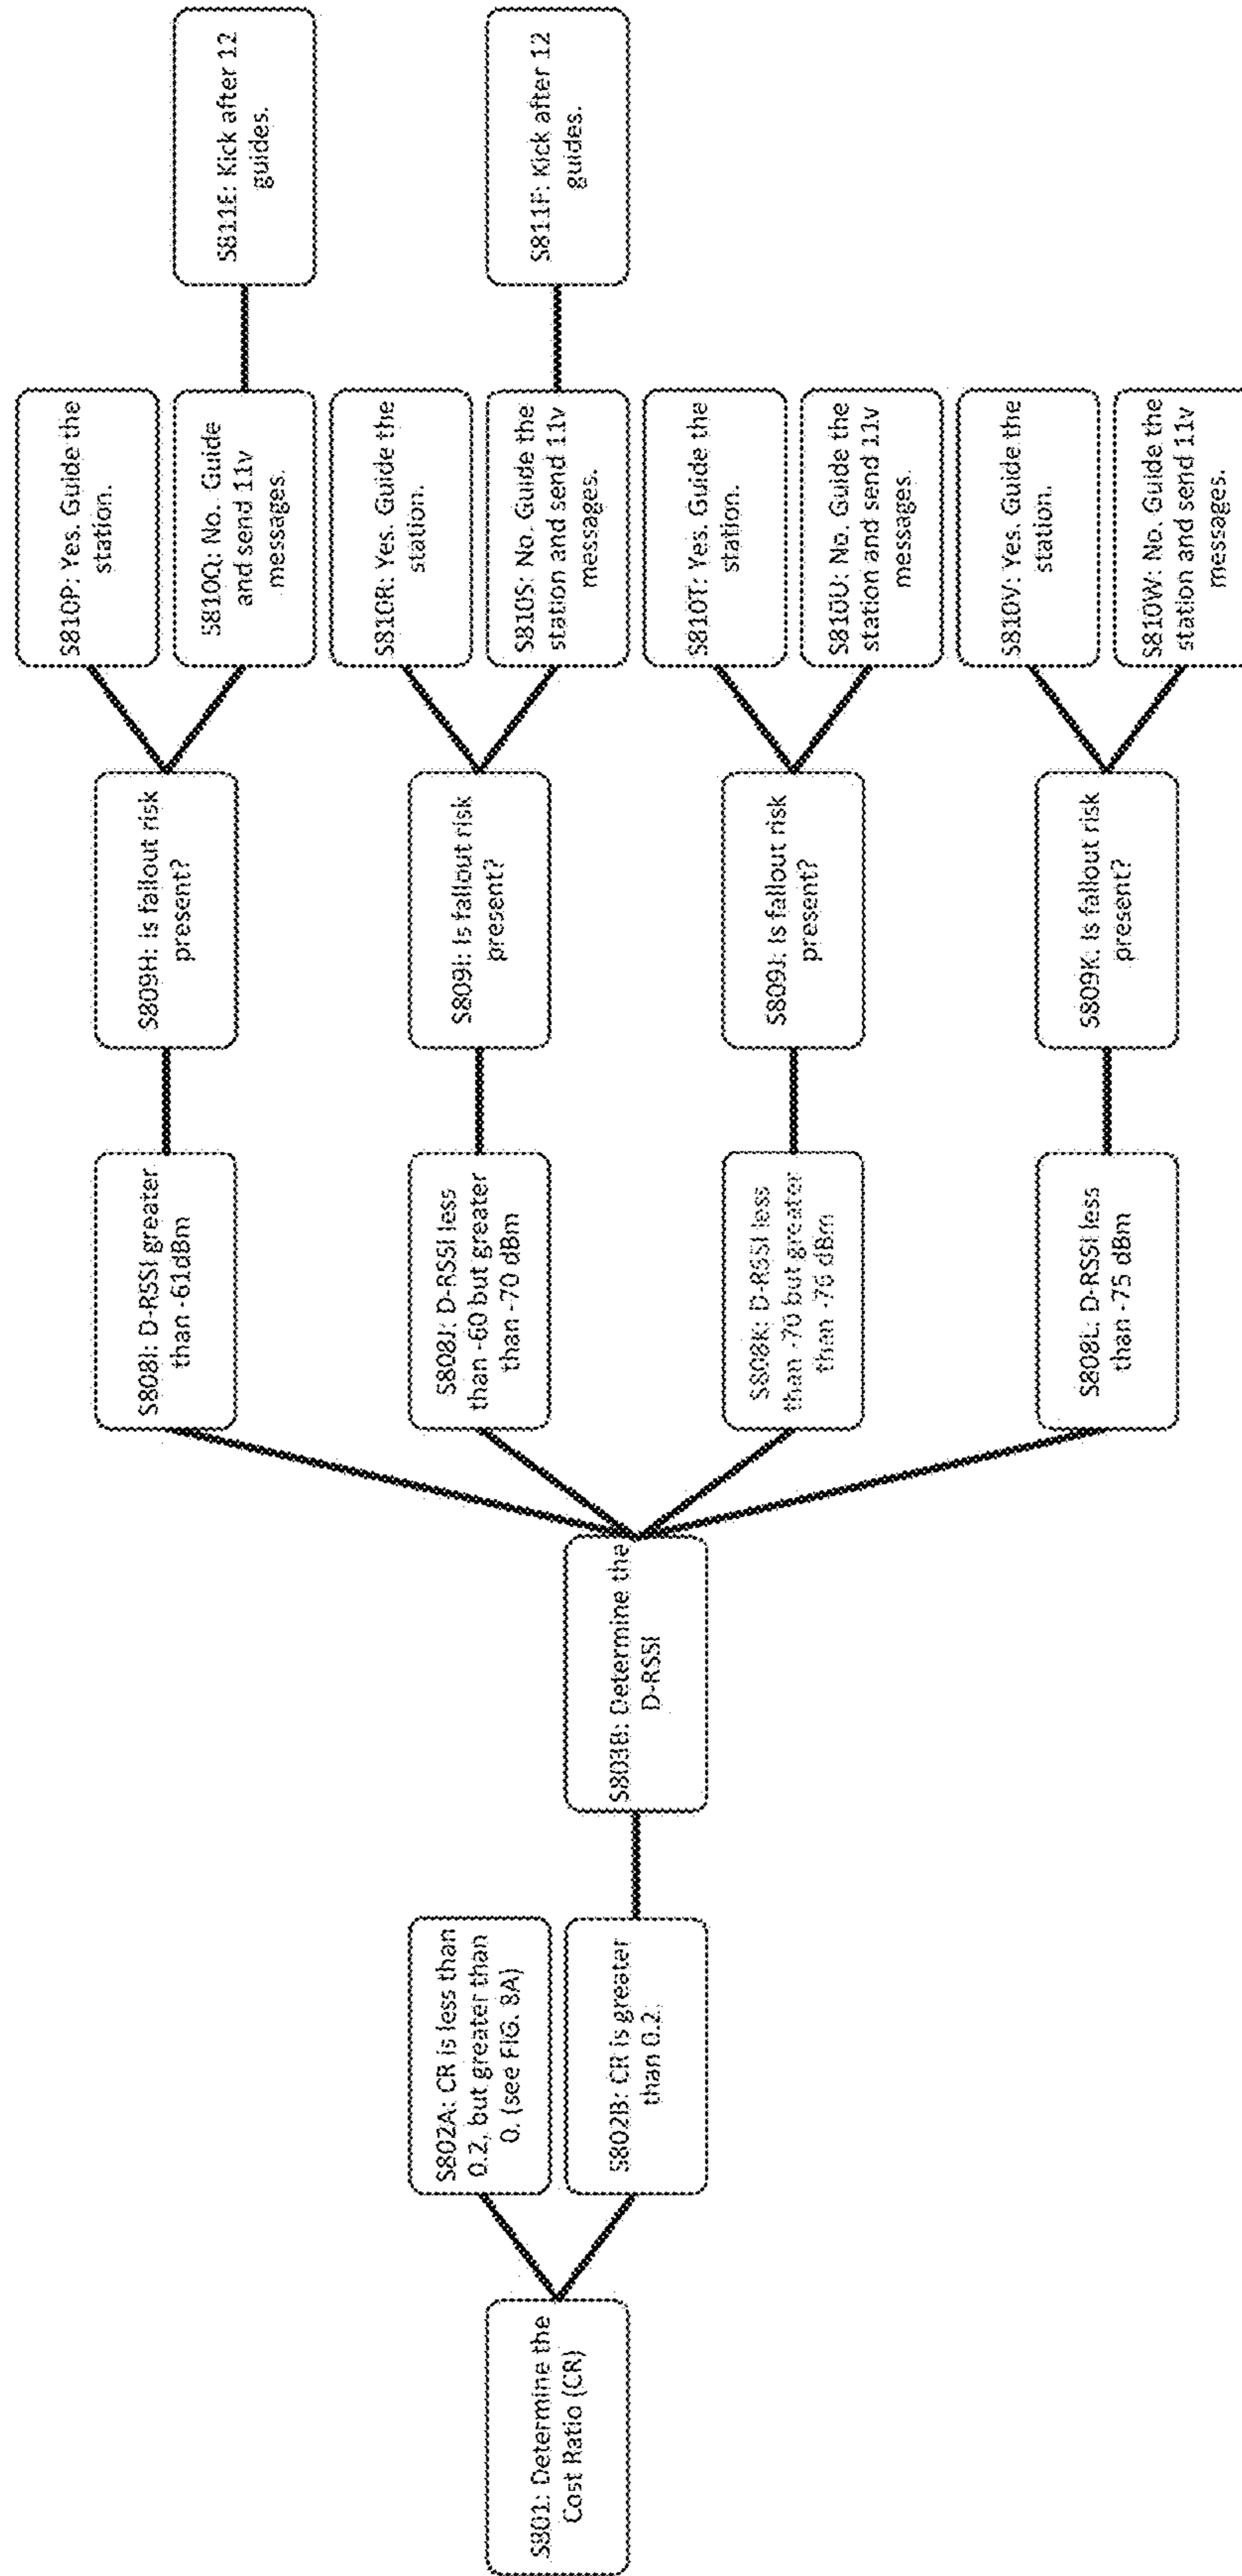 S801: Determine the
Cost Ratio (CR)
S802A: CR is less than
0.2, but greater than
0. (see FIG. 8A)
S802B: CR is greater
than 0.2.
S803B: Determine the
D-RSSI
S808I: D-RSSI greater
than -61dBm
S808J: D-RSSI less
than -60 but greater
than -70 dBm
S808K: D-RSSI less
than -70 but greater
than -76 dBm
S808L: D-RSSI less
than -75 dBm
S809H: Is fallout risk
present?
S809I: Is fallout risk
present?
S809J: Is fallout risk
present?
S809K: Is fallout risk
present?
S810P: Yes. Guide the
station.
S810Q: No. Guide
and send 11v
messages.
S810R: Yes. Guide the
station.
S810S: No. Guide the
station and send 11v
messages.
S810T: Yes. Guide the
station.
S810U: No. Guide the
station and send 11v
messages.
S810V: Yes. Guide the
station.
S810W: No. Guide the
station and send 11v
messages.
S811E: Kick after 12
guides.
S811F: Kick after 12
guides.